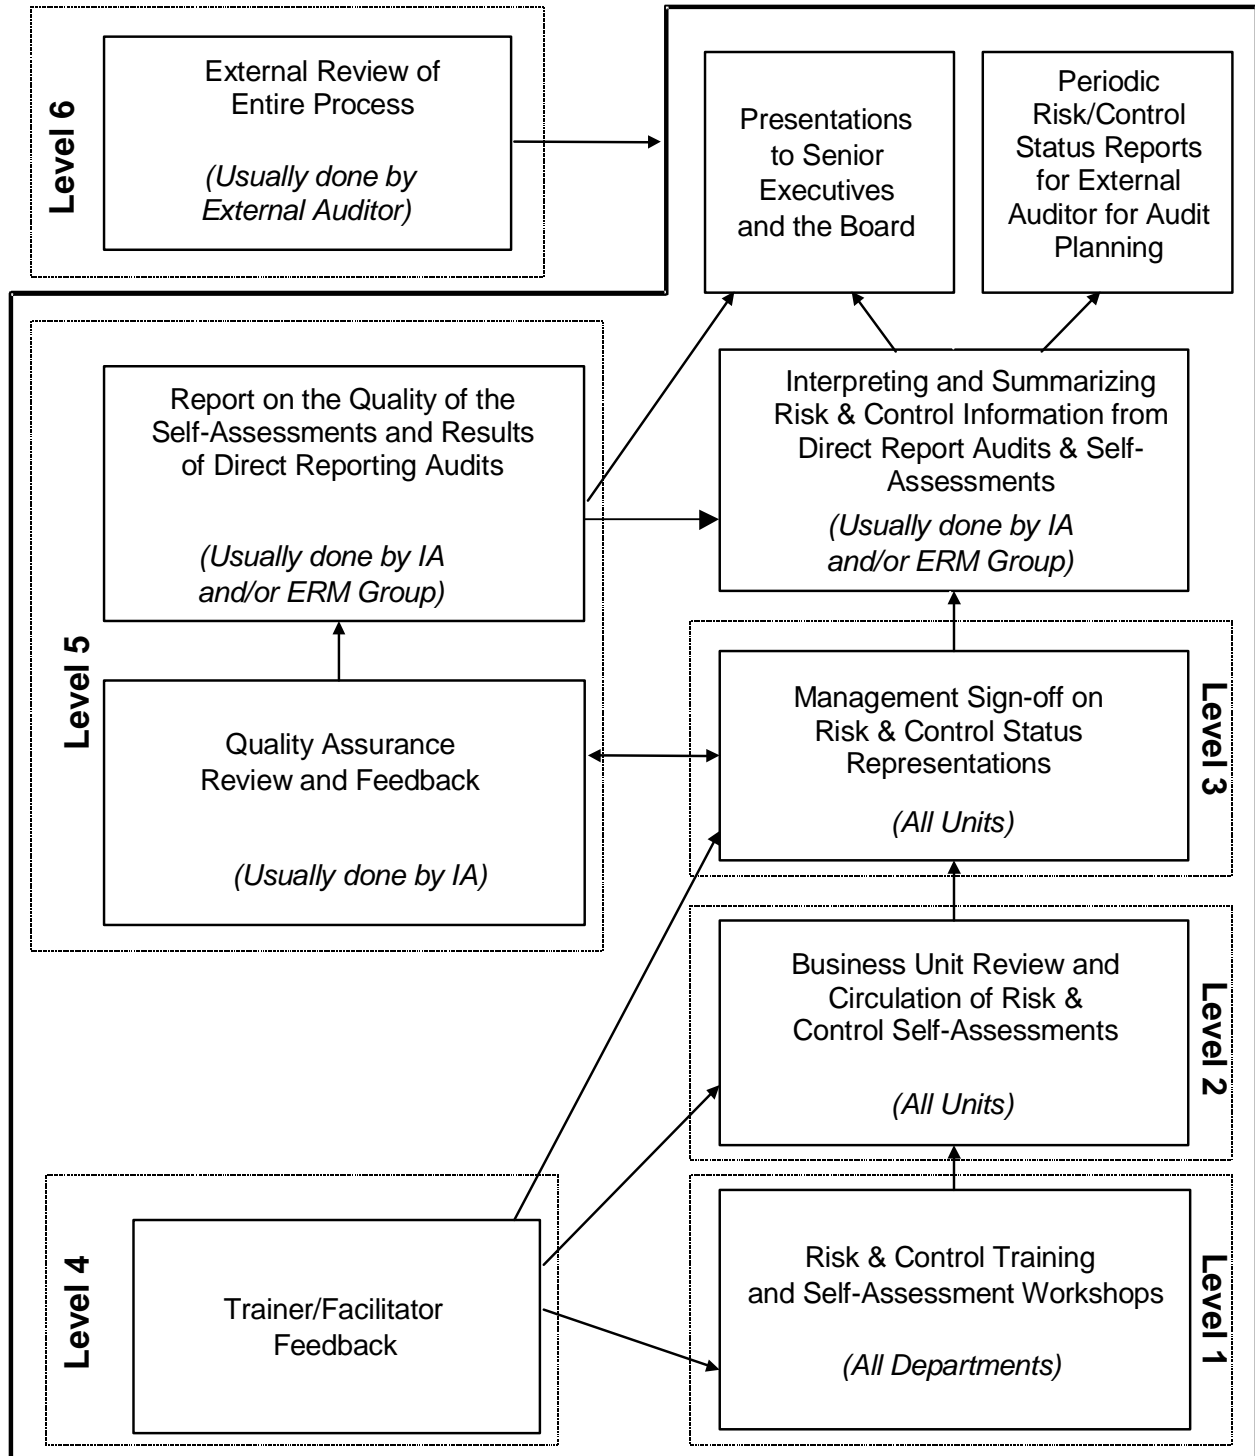 Level 6
External Review of
Entire Process
(Usually done by
External Auditor)
Presentations
to Senior
Executives
and the Board
Periodic
Risk/Control
Status Reports
for External
Auditor for Audit
Planning
Level 5
Report on the Quality of the
Self-Assessments and Results
of Direct Reporting Audits
(Usually done by IA
and/or ERM Group)
Interpreting and Summarizing
Risk & Control Information from
Direct Report Audits & Self-
Assessments
(Usually done by IA
and/or ERM Group)
Quality Assurance
Review and Feedback
(Usually done by IA)
Management Sign-off on
Risk & Control Status
Representations
(All Units)
Level 3
Business Unit Review and
Circulation of Risk &
Control Self-Assessments
(All Units)
Level 2
Level 4
Trainer/Facilitator
Feedback
Risk & Control Training
and Self-Assessment Workshops
(All Departments)
Level 1